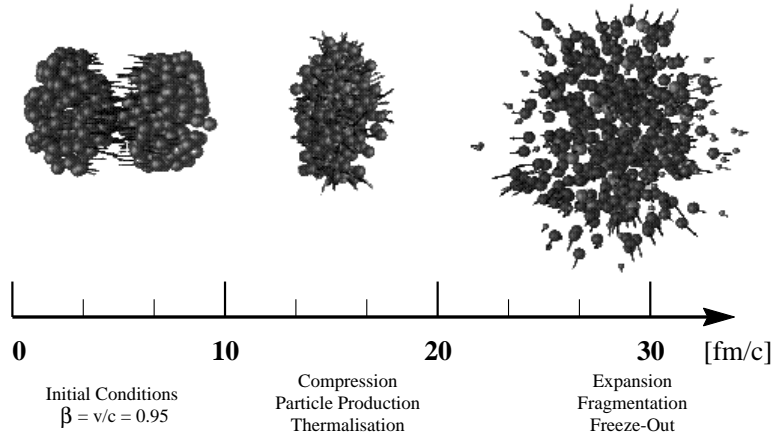 0 10 20 30 [fm/c]
Initial Conditions
β = v/c = 0.95
Compression
Particle Production
Thermalisation
Expansion
Fragmentation
Freeze-Out